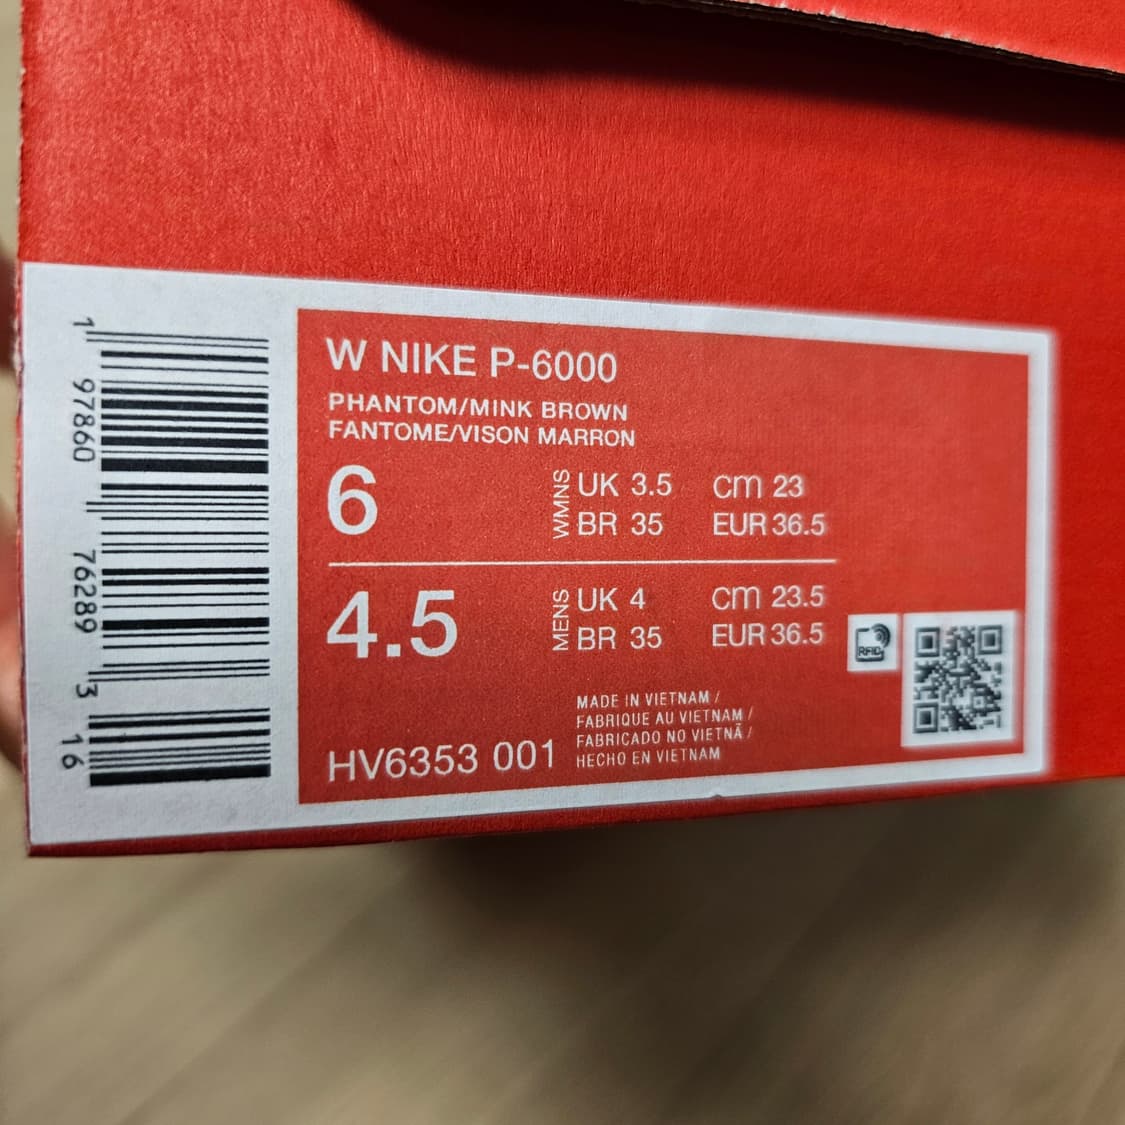 W NIKE P-6000
PHANTOM/MINK BROWN
FANTOME/VISON MARRON
6
WMNS
UK 3.5 cm 23
BR 35 EUR 36.5
4.5
MENS
UK 4 cm 23.5
BR 35 EUR 36.5
RFID
MADE IN VIETNAM /
FABRIQUE AU VIETNAM /
FABRICADO NO VIETNÃ /
HECHO EN VIETNAM
HV6353 001
1 97860 76289 3 16